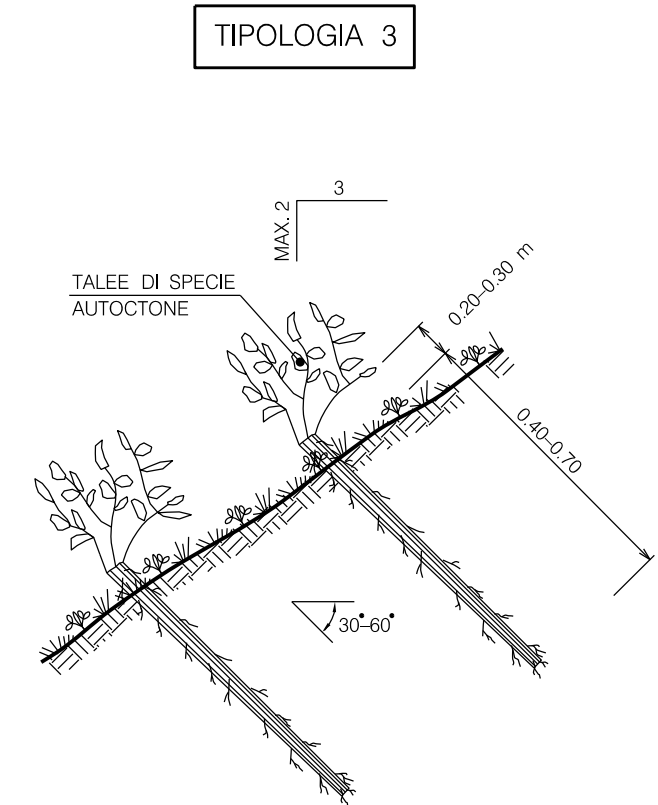 TIPOLOGIA 3
3
MAX. 2
TALEE DI SPECIE
AUTOCTONE
0.20–0.30 m
0.40–0.70
30°–60°